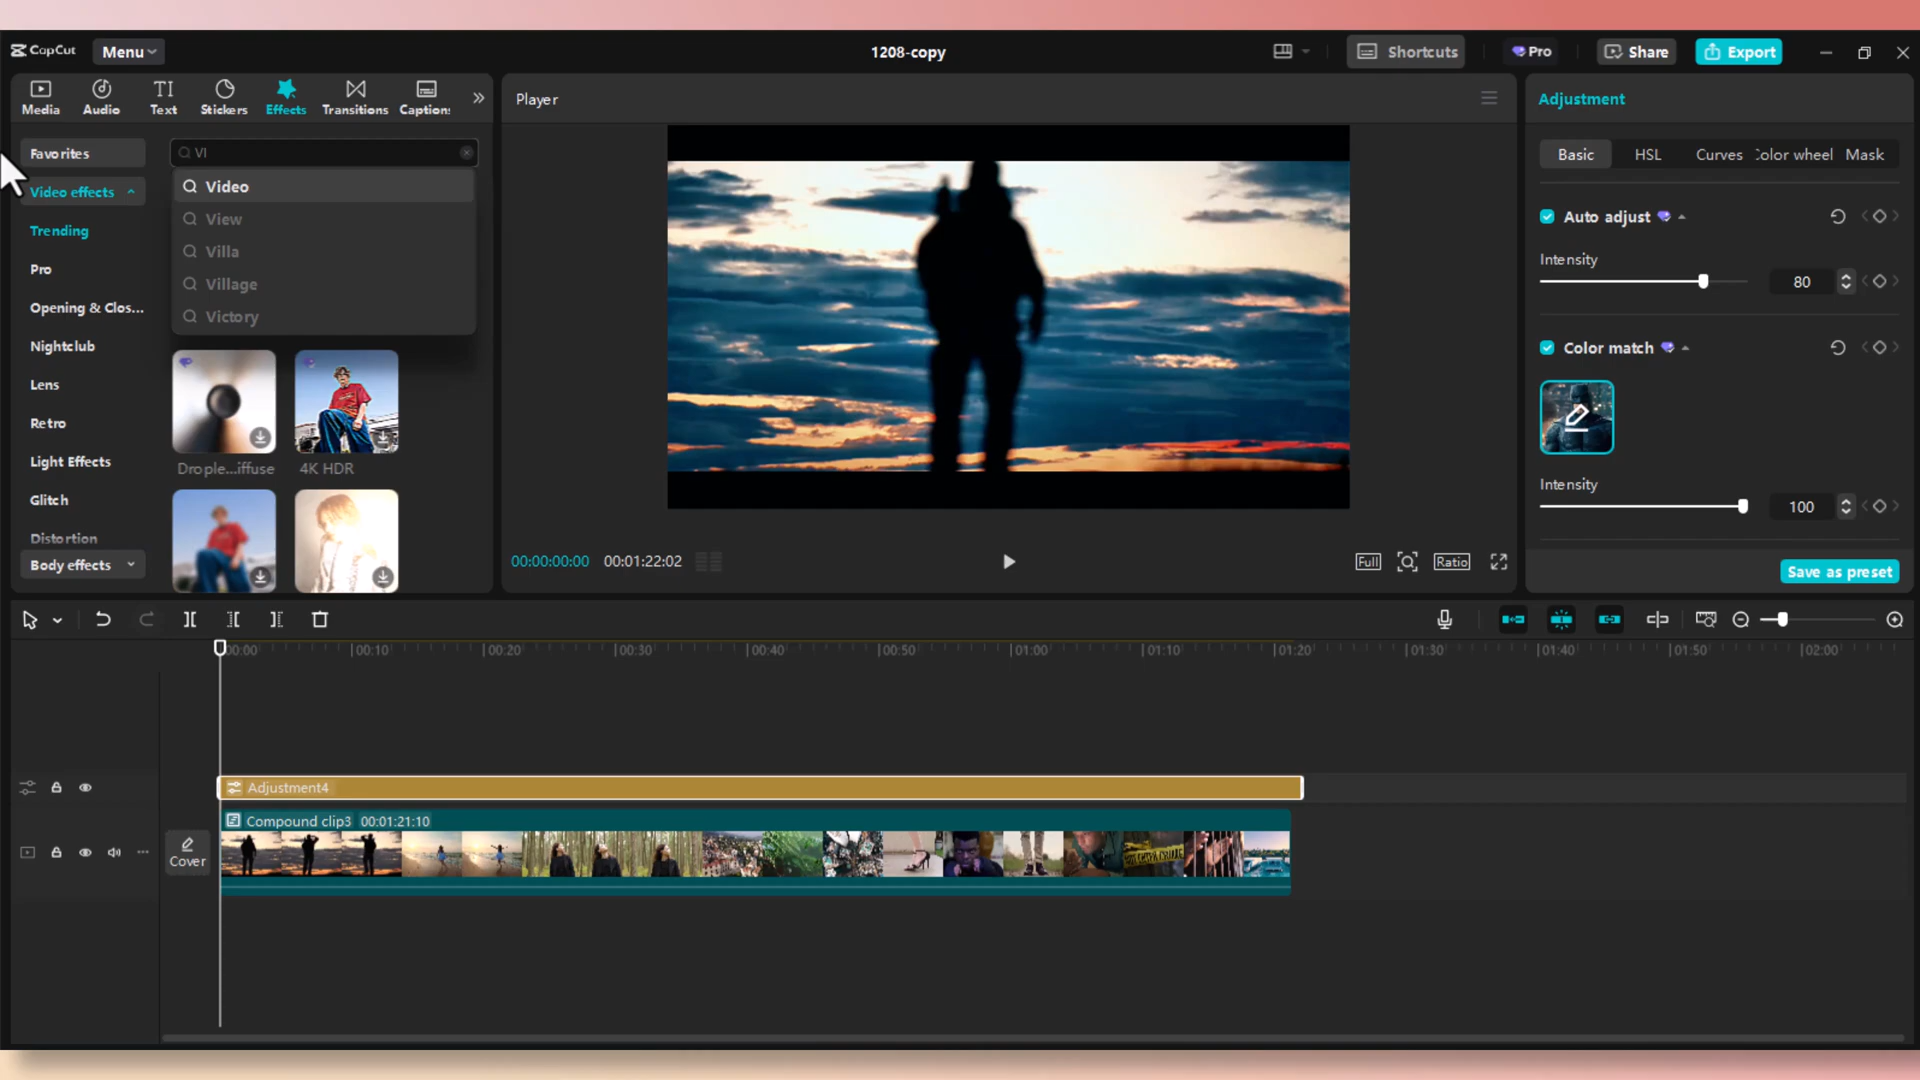 CapCut
Menu
1208-copy
Shortcuts
Pro
Share
Export
Media
Audio
Text
Stickers
Effects
Transitions
Caption:
Player
Adjustment
Favorites
Video effects
Trending
Pro
Opening & Clos...
Nightclub
Lens
Retro
Light Effects
Glitch
Distortion
Body effects
VI
Video
View
Villa
Village
Victory
Drople...iffuse
4K HDR
00:00:00:00
00:01:22:02
Full
Ratio
Basic
HSL
Curves
Color wheel
Mask
Auto adjust
Intensity
80
Color match
Intensity
100
Save as preset
00:00
00:10
00:20
00:30
00:40
00:50
01:00
01:10
01:20
01:30
01:40
01:50
02:00
Adjustment4
Cover
Compound clip3 00:01:21:10